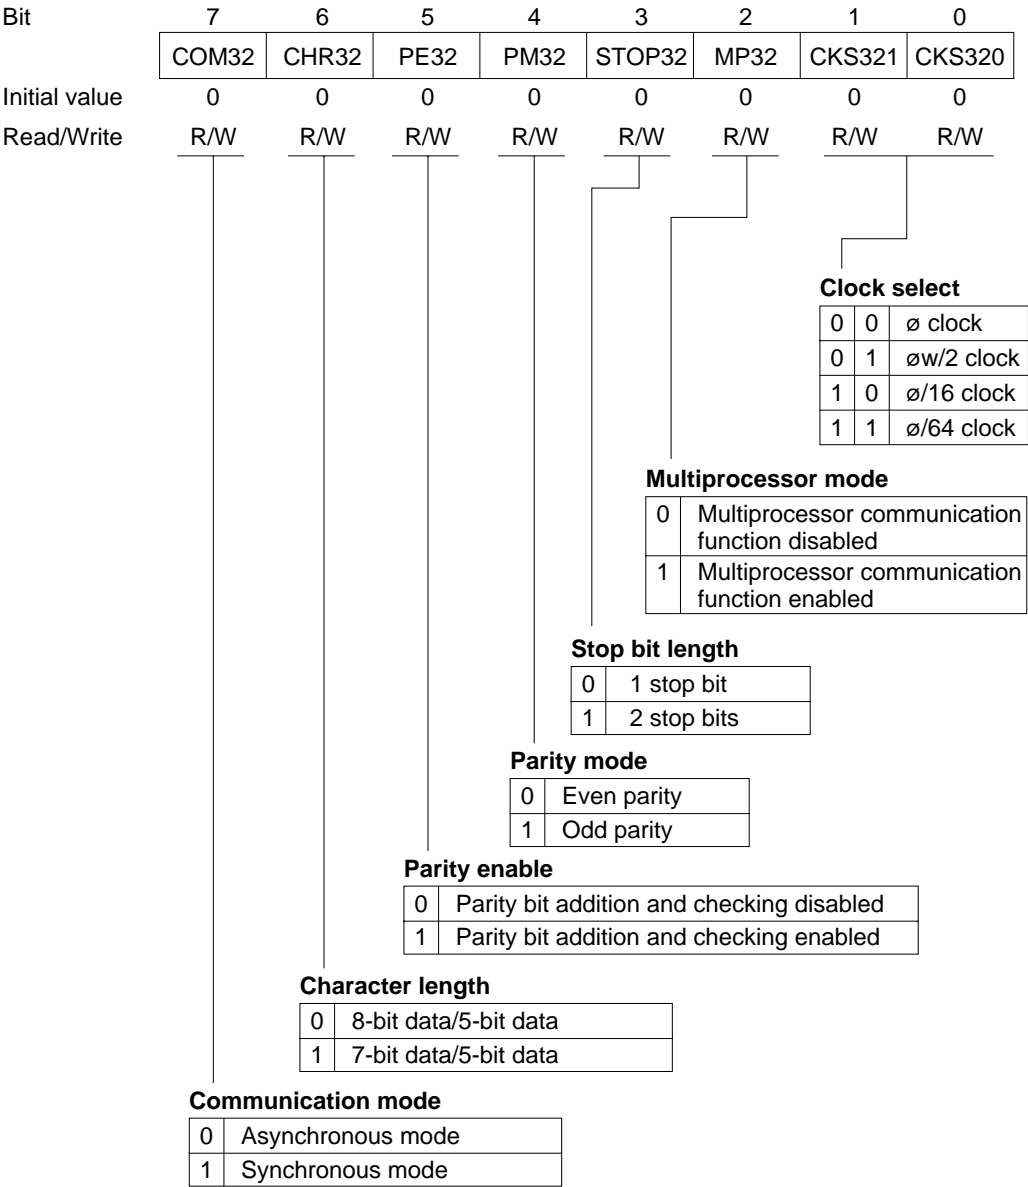 Bit 7 6 5 4 3 2 1 0
COM32 CHR32 PE32 PM32 STOP32 MP32 CKS321 CKS320
Initial value 0 0 0 0 0 0 0 0
Read/Write R/W R/W R/W R/W R/W R/W R/W R/W
Clock select
0 0 ø clock
0 1 øw/2 clock
1 0 ø/16 clock
1 1 ø/64 clock
Multiprocessor mode
0 Multiprocessor communication
function disabled
1 Multiprocessor communication
function enabled
Stop bit length
0 1 stop bit
1 2 stop bits
Parity mode
0 Even parity
1 Odd parity
Parity enable
0 Parity bit addition and checking disabled
1 Parity bit addition and checking enabled
Character length
0 8-bit data/5-bit data
1 7-bit data/5-bit data
Communication mode
0 Asynchronous mode
1 Synchronous mode